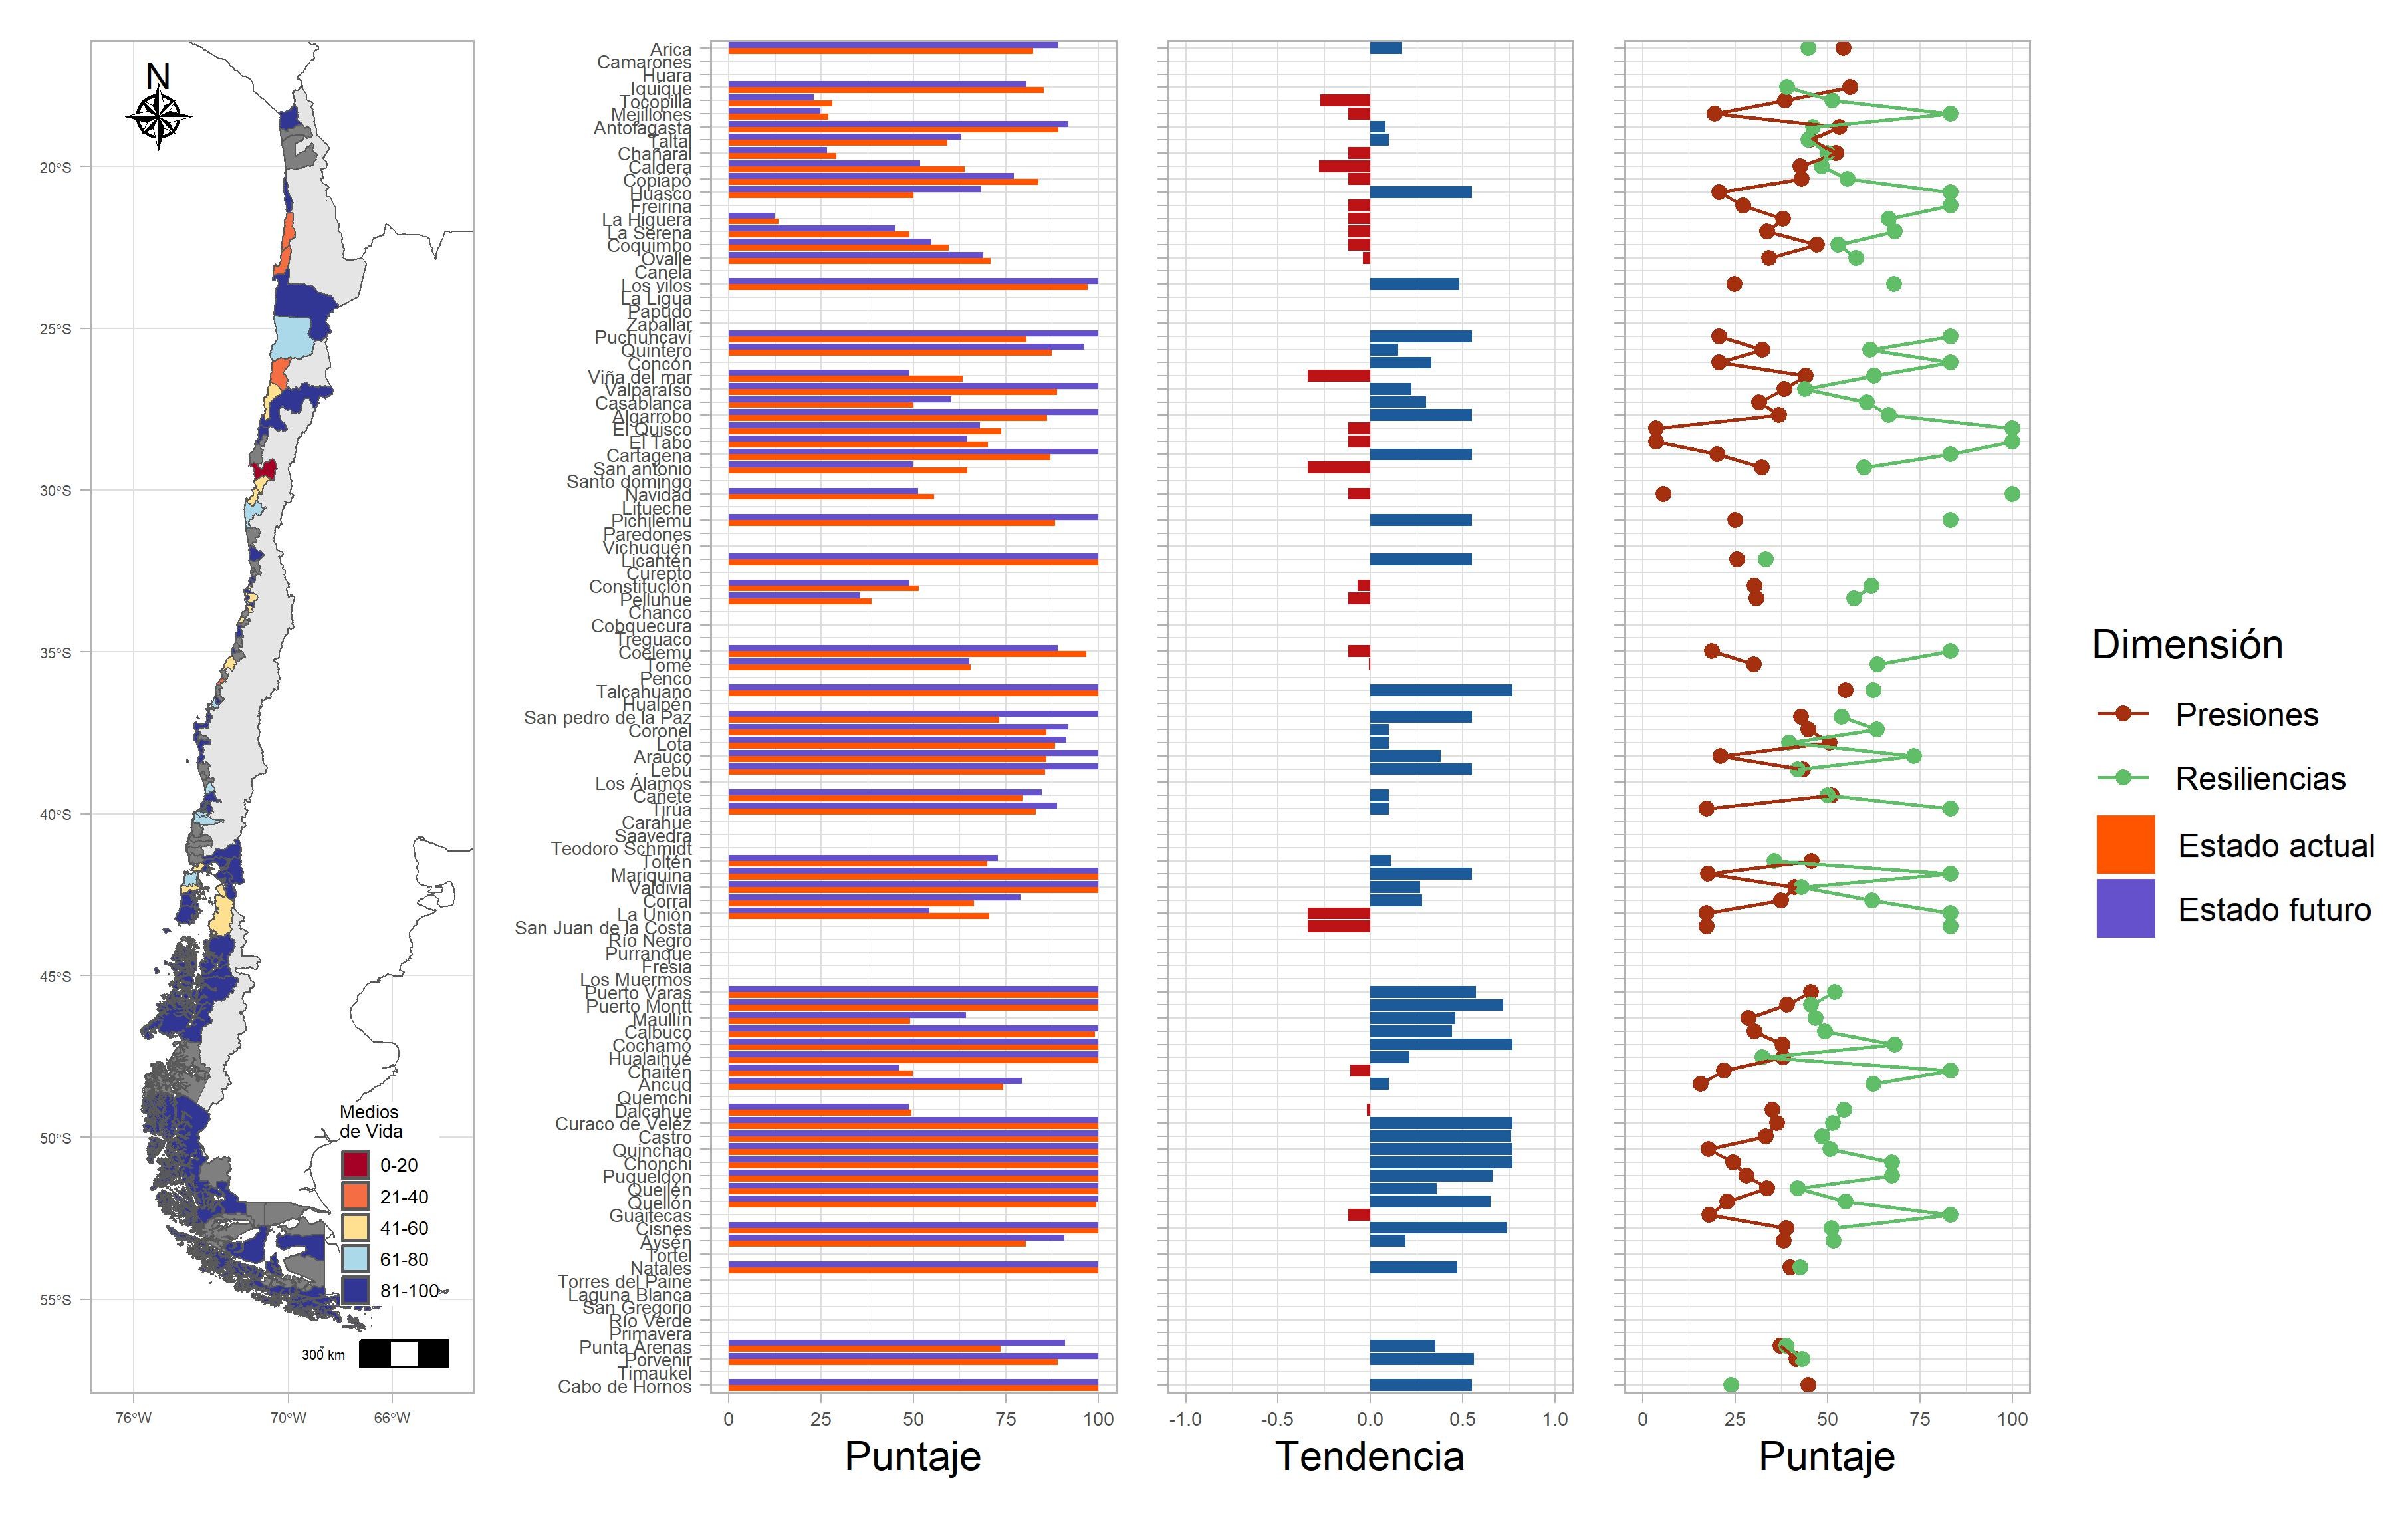 N
20°S
25°S
30°S
35°S
40°S
45°S
50°S
55°S
76°W
70°W
66°W
Medios
de Vida
0-20
21-40
41-60
61-80
81-100
300 km
Arica
Camarones
Huara
Iquique
Tocopilla
Mejillones
Antofagasta
Taltal
Chañaral
Caldera
Copiapó
Huasco
Freirina
La Higuera
La Serena
Coquimbo
Ovalle
Canela
Los vilos
La Ligua
Papudo
Zapallar
Puchuncaví
Quintero
Concón
Viña del mar
Valparaíso
Casablanca
Algarrobo
El Quisco
El Tabo
Cartagena
San antonio
Santo domingo
Navidad
Litueche
Pichilemu
Paredones
Vichuquén
Licantén
Curepto
Constitución
Pelluhue
Chanco
Cobquecura
Treguaco
Coelemu
Tomé
Penco
Talcahuano
Hualpén
San pedro de la Paz
Coronel
Lota
Arauco
Lebu
Los Álamos
Cañete
Tirúa
Carahue
Saavedra
Teodoro Schmidt
Toltén
Mariquina
Valdivia
Corral
La Unión
San Juan de la Costa
Río Negro
Purranque
Fresia
Los Muermos
Puerto Varas
Puerto Montt
Maullín
Calbuco
Cochamó
Hualaihué
Chaitén
Ancud
Quemchi
Dalcahue
Curaco de Velez
Castro
Quinchao
Chonchi
Puqueldón
Queilén
Quellón
Guaitecas
Cisnes
Aysén
Tortel
Natales
Torres del Paine
Laguna Blanca
San Gregorio
Río Verde
Primavera
Punta Arenas
Porvenir
Timaukel
Cabo de Hornos
0 25 50 75 100
Puntaje
-1.0 -0.5 0.0 0.5 1.0
Tendencia
0 25 50 75 100
Puntaje
Dimensión
Presiones
Resiliencias
Estado actual
Estado futuro